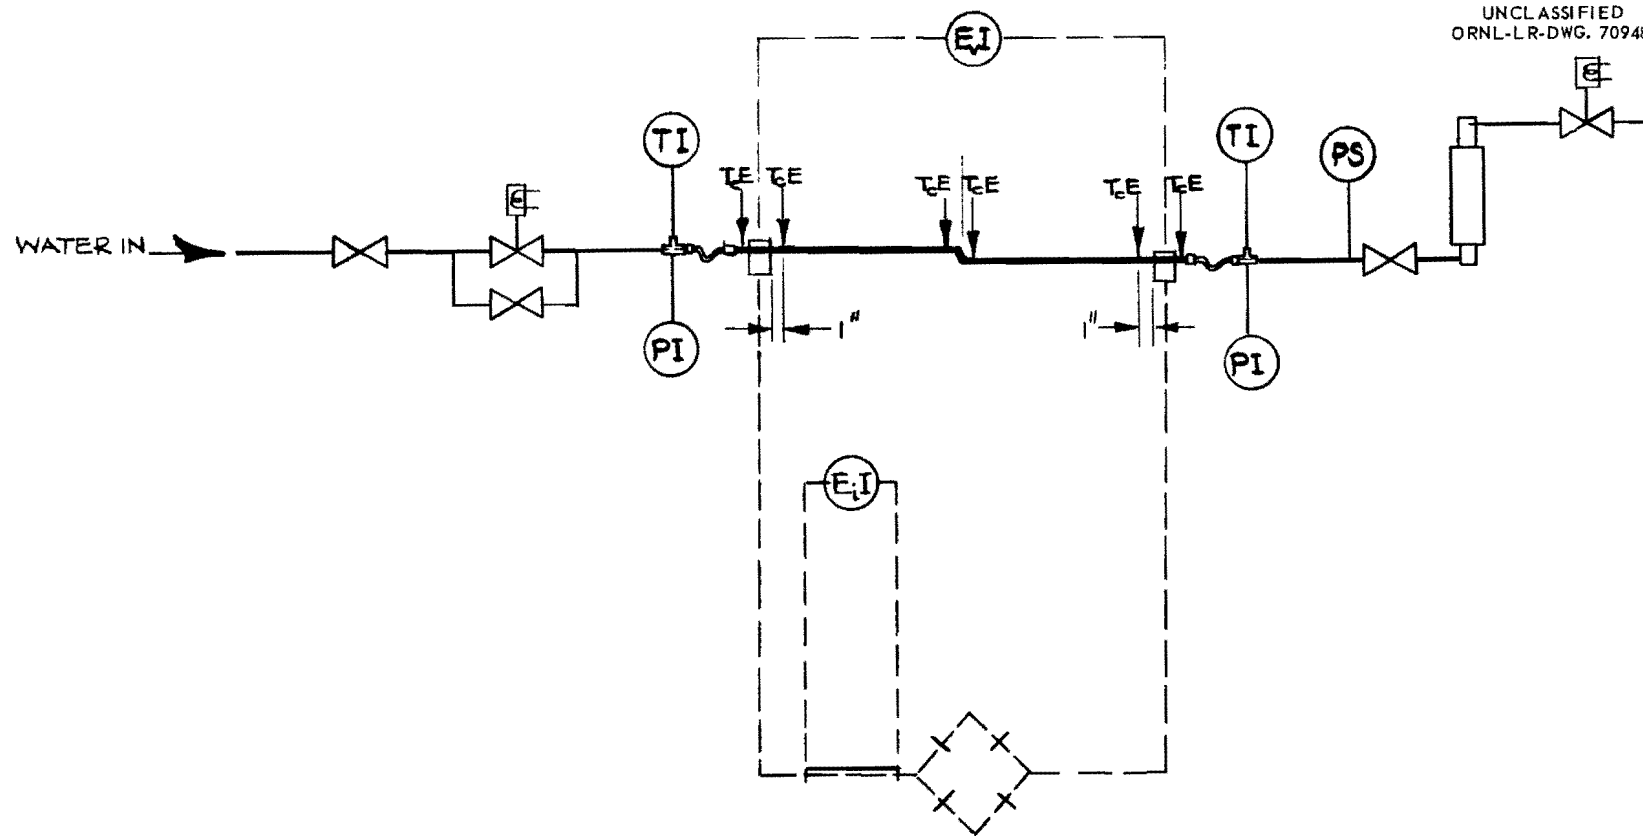 UNCLASSIFIED
ORNL-LR-DWG. 70948
EvI
TI
TI
PS
TcE
TcE
TcE
TcE
TcE
TcE
WATER IN
1"
1"
PI
PI
EiI